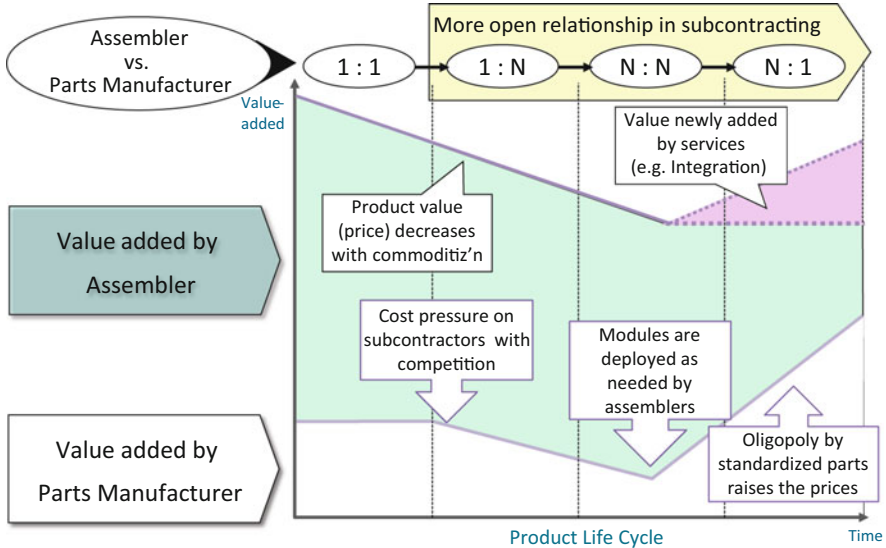 Assembler
vs.
Parts Manufacturer
More open relationship in subcontracting
1 : 1
1 : N
N : N
N : 1
Value-
added
Value newly added
by services
(e.g. Integration)
Product value
(price) decreases
with commoditiz’n
Value added by
Assembler
Cost pressure on
subcontractors with
competition
Modules are
deployed as
needed by
assemblers
Value added by
Parts Manufacturer
Oligopoly by
standardized parts
raises the prices
Product Life Cycle
Time